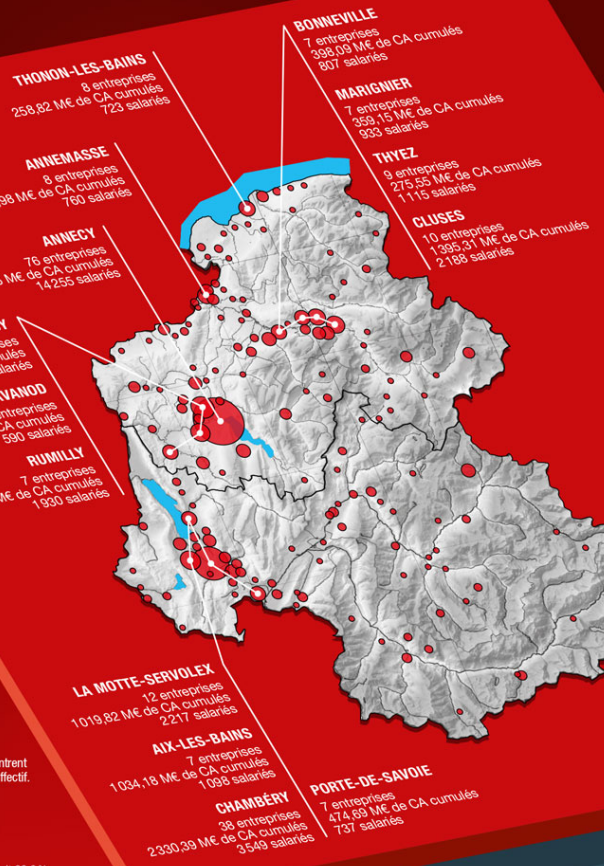 BONNEVILLE
7 entreprises
398,09 M€ de CA cumulés
807 salariés
THONON-LES-BAINS
8 entreprises
258,82 M€ de CA cumulés
723 salariés
MARIGNIER
7 entreprises
359,15 M€ de CA cumulés
933 salariés
THYEZ
9 entreprises
275,55 M€ de CA cumulés
1 115 salariés
CLUSES
10 entreprises
1 395,31 M€ de CA cumulés
2 188 salariés
ANNEMASSE
8 entreprises
98 M€ de CA cumulés
760 salariés
ANNECY
76 entreprises
M€ de CA cumulés
14 255 salariés
590 salariés
RUMILLY
7 entreprises
M€ de CA cumulés
1 930 salariés
LA MOTTE-SERVOLEX
12 entreprises
1 019,82 M€ de CA cumulés
2 217 salariés
AIX-LES-BAINS
7 entreprises
1 034,18 M€ de CA cumulés
1 098 salariés
CHAMBÉRY
38 entreprises
2 330,39 M€ de CA cumulés
3 549 salariés
PORTE-DE-SAVOIE
7 entreprises
474,69 M€ de CA cumulés
737 salariés